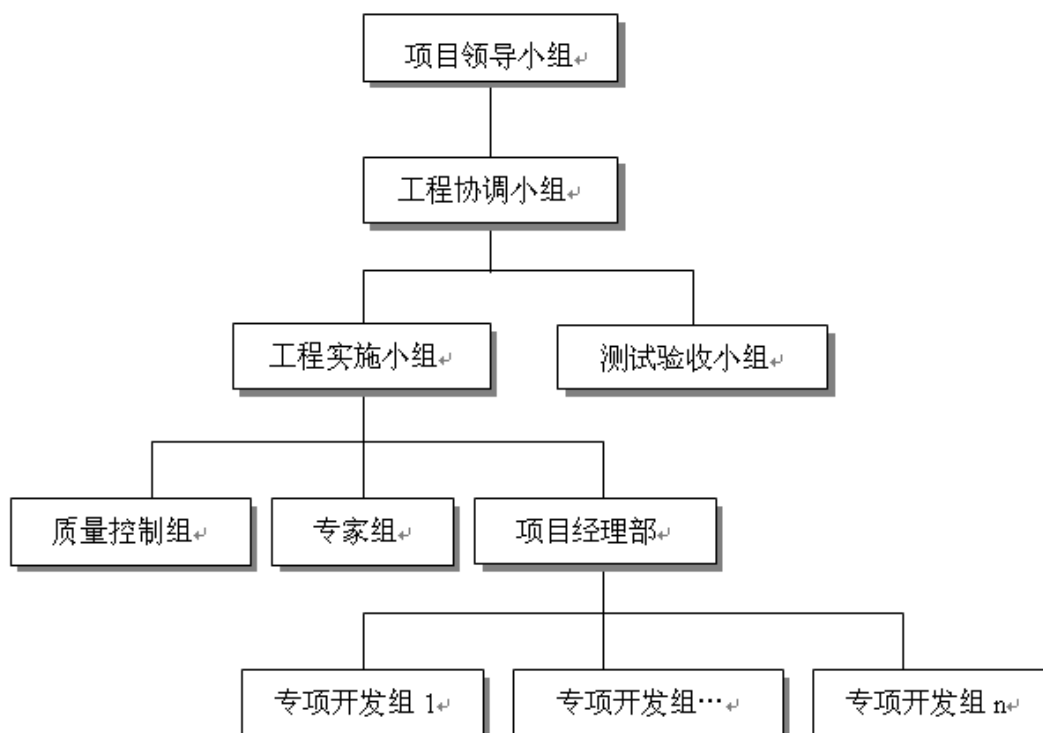 项目领导小组↵
工程协调小组↵
工程实施小组↵
测试验收小组↵
质量控制组↵
专家组↵
项目经理部↵
专项开发组 1↵
专项开发组…↵
专项开发组 n↵